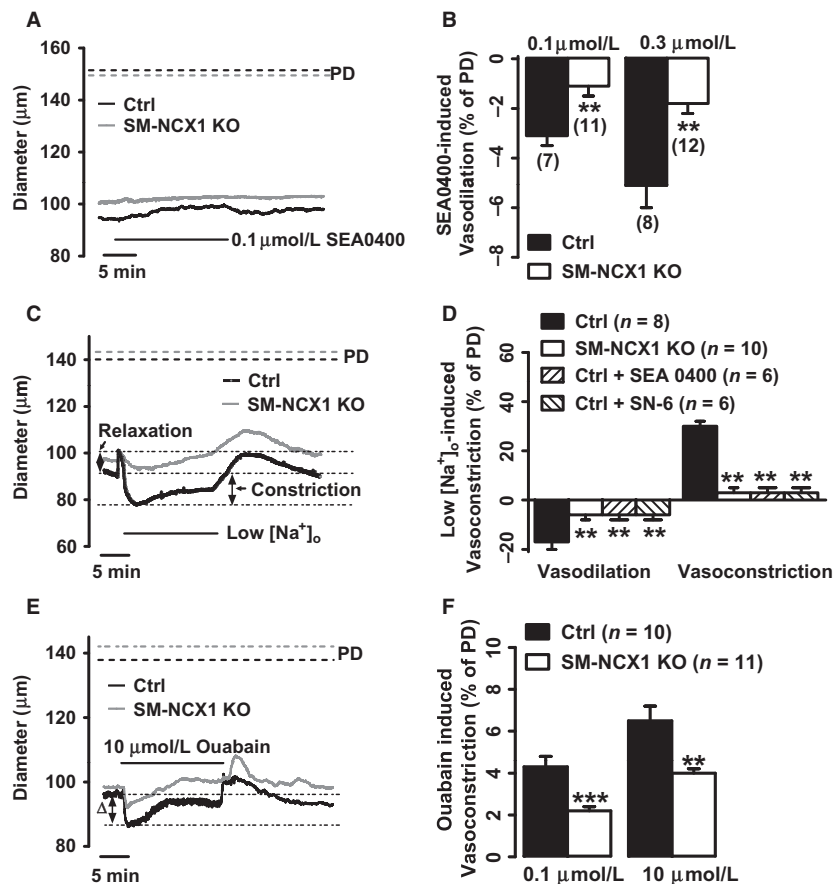 A
160
140
120
100
80
Diameter (μm)
PD
Ctrl
SM-NCX1 KO
0.1 μmol/L SEA0400
5 min
B
0.1 μmol/L
0.3 μmol/L
0
−2
−4
−6
−8
SEA0400-induced
Vasodilation (% of PD)
**
(11)
(7)
**
(12)
(8)
Ctrl
SM-NCX1 KO
C
140
120
100
80
60
Diameter (μm)
PD
Ctrl
SM-NCX1 KO
Relaxation
Constriction
Low [Na+]o
5 min
D
Ctrl (n = 8)
SM-NCX1 KO (n = 10)
Ctrl + SEA 0400 (n = 6)
Ctrl + SN-6 (n = 6)
60
40
20
0
−20
Low [Na+]o-induced
Vasoconstriction (% of PD)
** ** **
** ** **
Vasodilation
Vasoconstriction
E
140
120
100
80
Diameter (μm)
PD
Ctrl
SM-NCX1 KO
10 μmol/L Ouabain
Δ
5 min
F
Ctrl (n = 10)
SM-NCX1 KO (n = 11)
10
8
6
4
2
0
Ouabain induced
Vasoconstriction (% of PD)
***
**
0.1 μmol/L
10 μmol/L